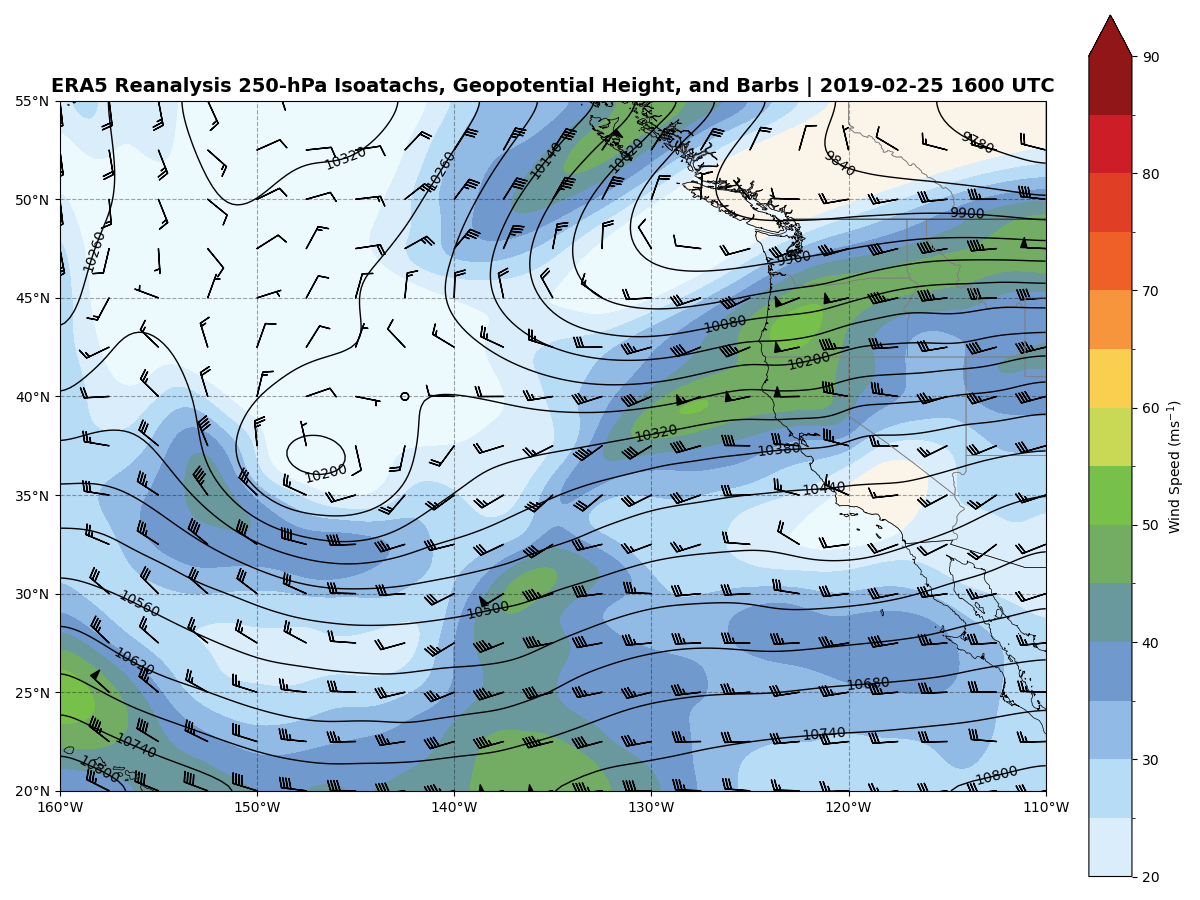 ERA5 Reanalysis 250-hPa Isoatachs, Geopotential Height, and Barbs | 2019-02-25 1600 UTC
55°N
50°N
45°N
40°N
35°N
30°N
25°N
20°N
160°W
150°W
140°W
130°W
120°W
110°W
10320
10260
10140
10020
9840
9780
9900
10260
9960
10080
10200
10320
10380
10200
10440
10560
10500
10620
10680
10740
10740
10800
10800
90
80
70
60
50
40
30
20
Wind Speed (ms⁻¹)